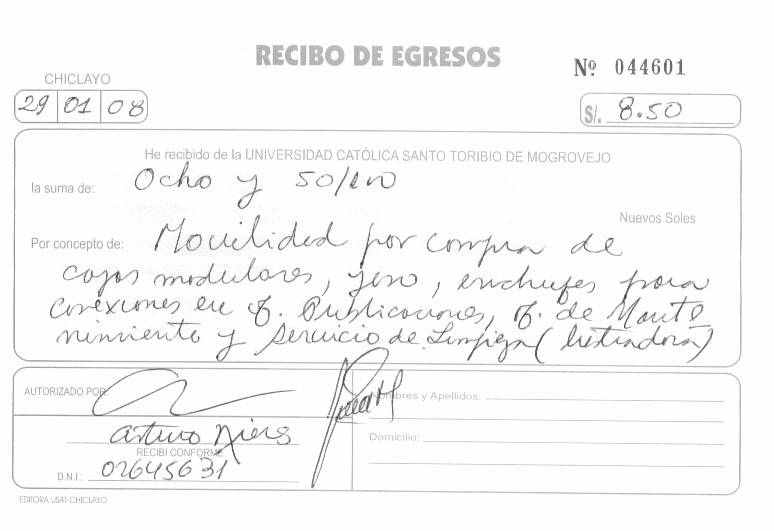 RECIBO DE EGRESOS
Nº 044601
CHICLAYO
29 01 08
S/. 8.50
He recibido de la UNIVERSIDAD CATÓLICA SANTO TORIBIO DE MOGROVEJO
la suma de: Ocho y 50/100
Nuevos Soles
Por concepto de: Movilidad por compra de
cajas modulares, yeso, enchufes para
conexiones en of. Publicaciones, of. de Mante
nimiento y Servicio de Limpieza (lustradora)
AUTORIZADO POR:
Nombres y Apellidos:
Arturo
RECIBI CONFORME
Domicilio:
D.N.I.: 02645631
EDITORA USAT-CHICLAYO